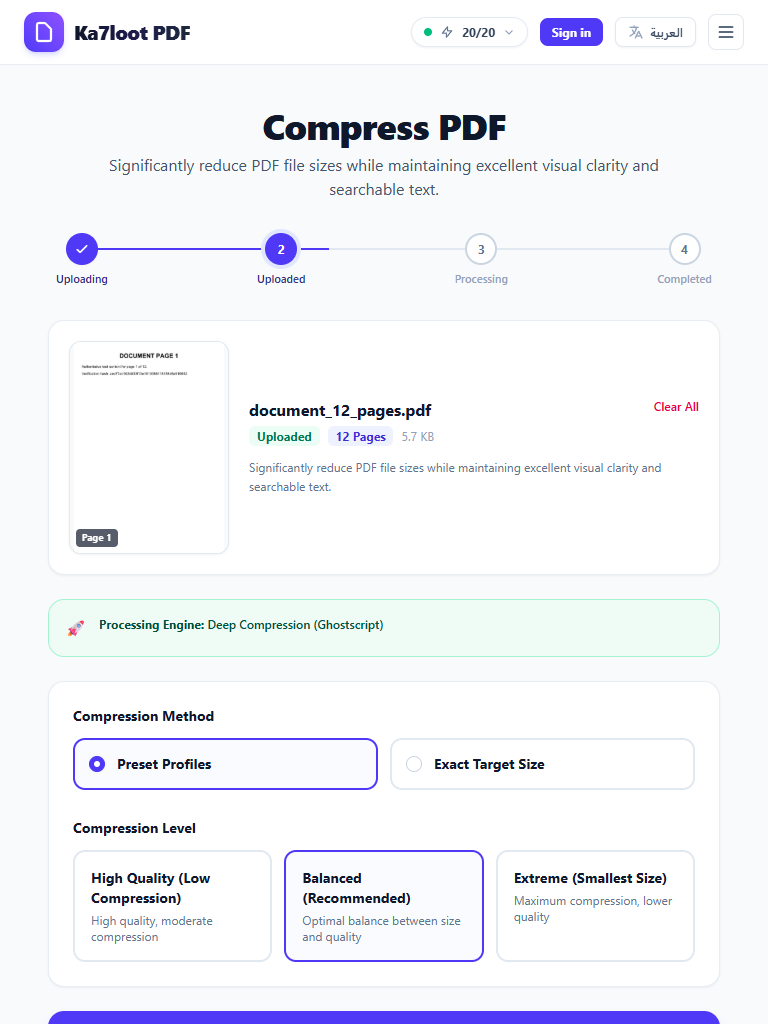 Ka7loot PDF
20/20
Sign in
العربية
Compress PDF
Significantly reduce PDF file sizes while maintaining excellent visual clarity and
searchable text.
2
3
4
Uploading
Uploaded
Processing
Completed
DOCUMENT PAGE 1
Page 1
document_12_pages.pdf
Clear All
Uploaded
12 Pages
5.7 KB
Significantly reduce PDF file sizes while maintaining excellent visual clarity and
searchable text.
Processing Engine: Deep Compression (Ghostscript)
Compression Method
Preset Profiles
Exact Target Size
Compression Level
High Quality (Low
Compression)
High quality, moderate
compression
Balanced
(Recommended)
Optimal balance between size
and quality
Extreme (Smallest Size)
Maximum compression, lower
quality